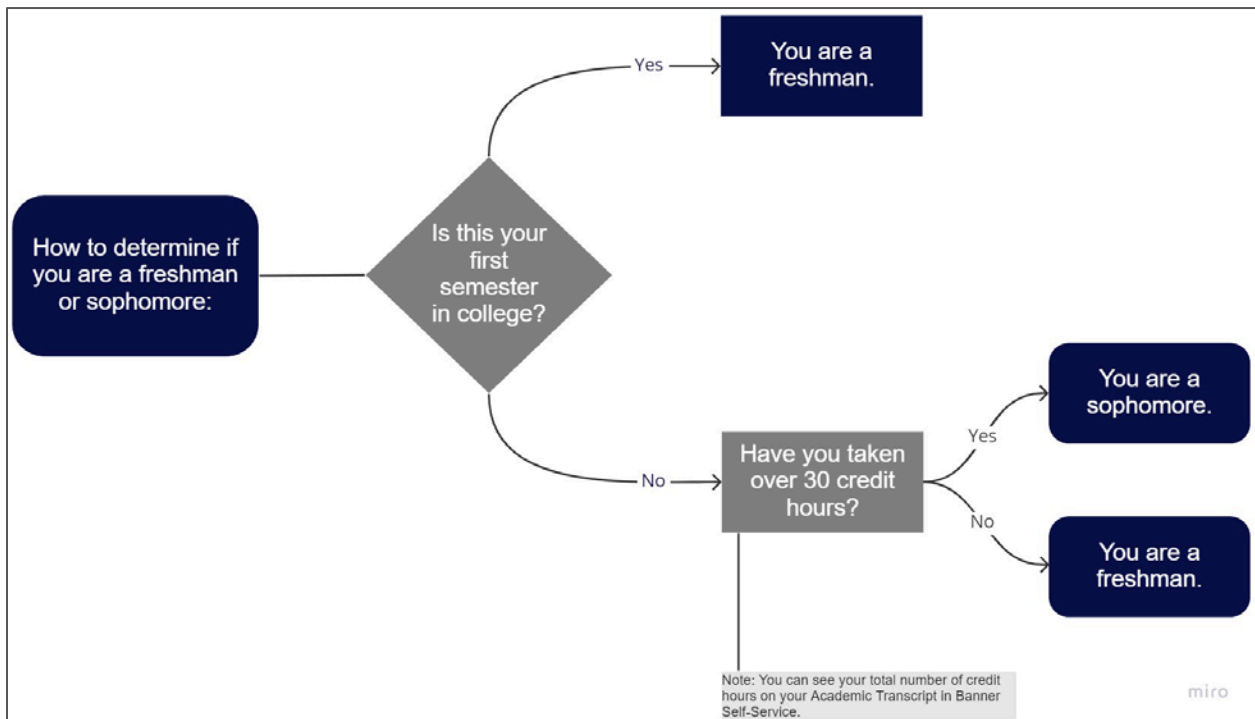 Yes
You are a
freshman.
How to determine if
you are a freshman
or sophomore:
Is this your
first
semester
in college?
No
Have you taken
over 30 credit
hours?
Yes
You are a
sophomore.
No
You are a
freshman.
Note: You can see your total number of credit
hours on your Academic Transcript in Banner
Self-Service.
miro